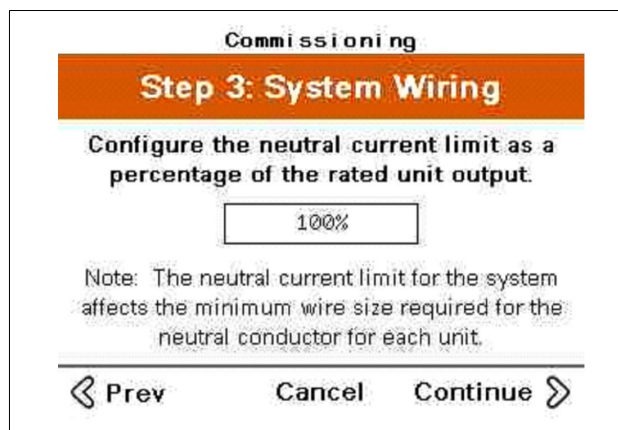 Commissioning
Step 3: System Wiring
Configure the neutral current limit as a
percentage of the rated unit output.
100%
Note: The neutral current limit for the system
affects the minimum wire size required for the
neutral conductor for each unit.
Prev Cancel Continue